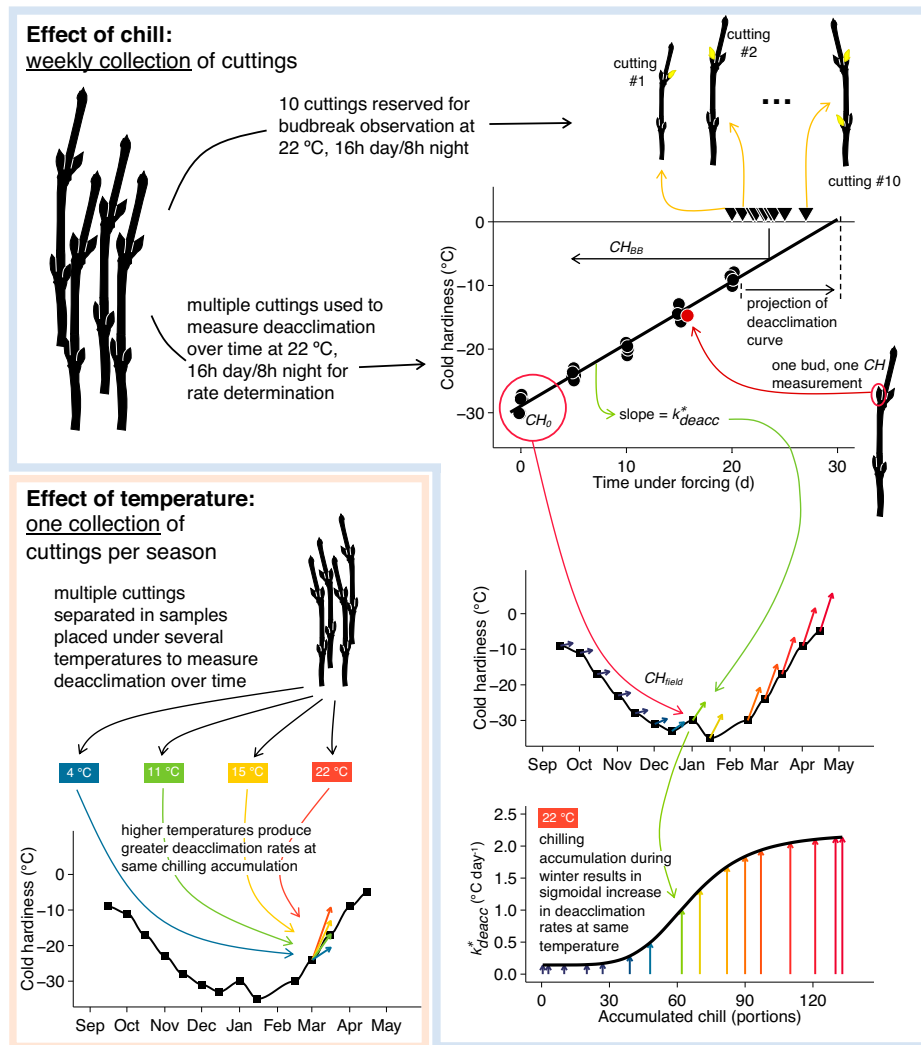 Effect of chill:
weekly collection of cuttings
10 cuttings reserved for
budbreak observation at
22 ºC, 16h day/8h night
cutting
#1
cutting
#2
...
cutting #10
multiple cuttings used to
measure deacclimation
over time at 22 ºC,
16h day/8h night for
rate determination
Cold hardiness (°C)
0
−10
−20
−30
CH_BB
projection of
deacclimation
curve
one bud, one CH
measurement
CH_0
slope = k*_deacc
0 10 20 30
Time under forcing (d)
Effect of temperature:
one collection of
cuttings per season
multiple cuttings
separated in samples
placed under several
temperatures to measure
deacclimation over time
4 °C
11 °C
15 °C
22 °C
higher temperatures produce
greater deacclimation rates at
same chilling accumulation
Cold hardiness (°C)
0
−10
−20
−30
Sep Oct Nov Dec Jan Feb Mar Apr May
Cold hardiness (°C)
0
−10
−20
−30
CH_field
Sep Oct Nov Dec Jan Feb Mar Apr May
k*_deacc (°C day⁻¹)
2.5
2.0
1.5
1.0
0.5
0.0
22 °C
chilling
accumulation during
winter results in
sigmoidal increase
in deacclimation
rates at same
temperature
0 30 60 90 120
Accumulated chill (portions)